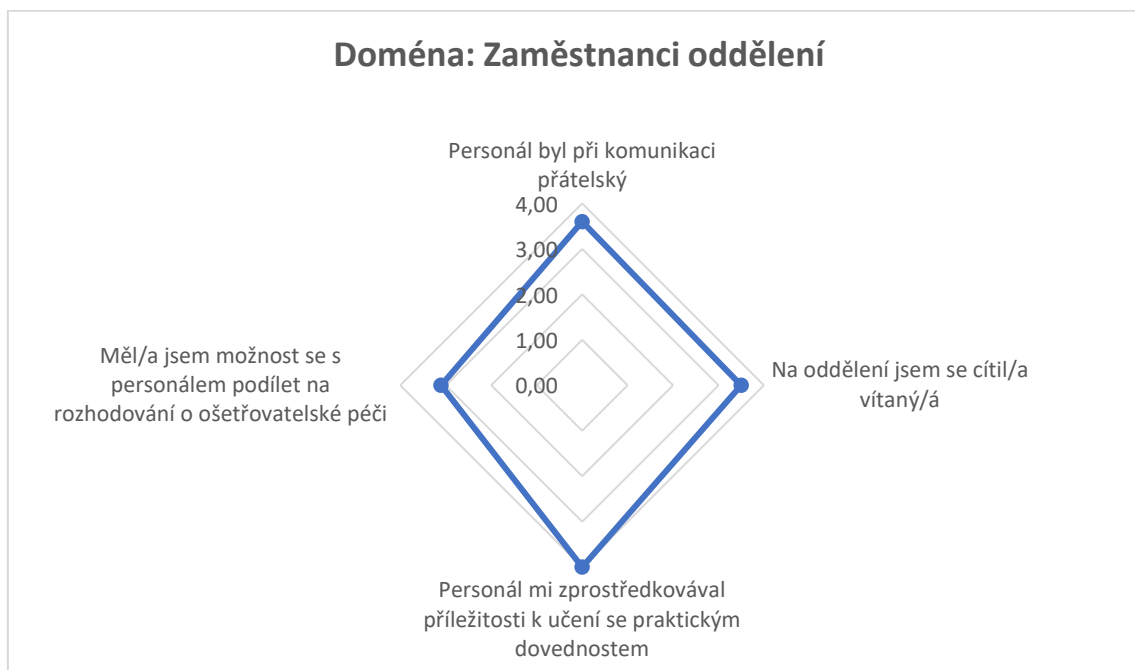 Doména: Zaměstnanci oddělení
Personál byl při komunikaci
přátelský
4,00
3,00
2,00
1,00
0,00
Měl/a jsem možnost se s
personálem podílet na
rozhodování o ošetřovatelské péči
Na oddělení jsem se cítil/a
vítaný/á
Personál mi zprostředkovával
příležitosti k učení se praktickým
dovednostem